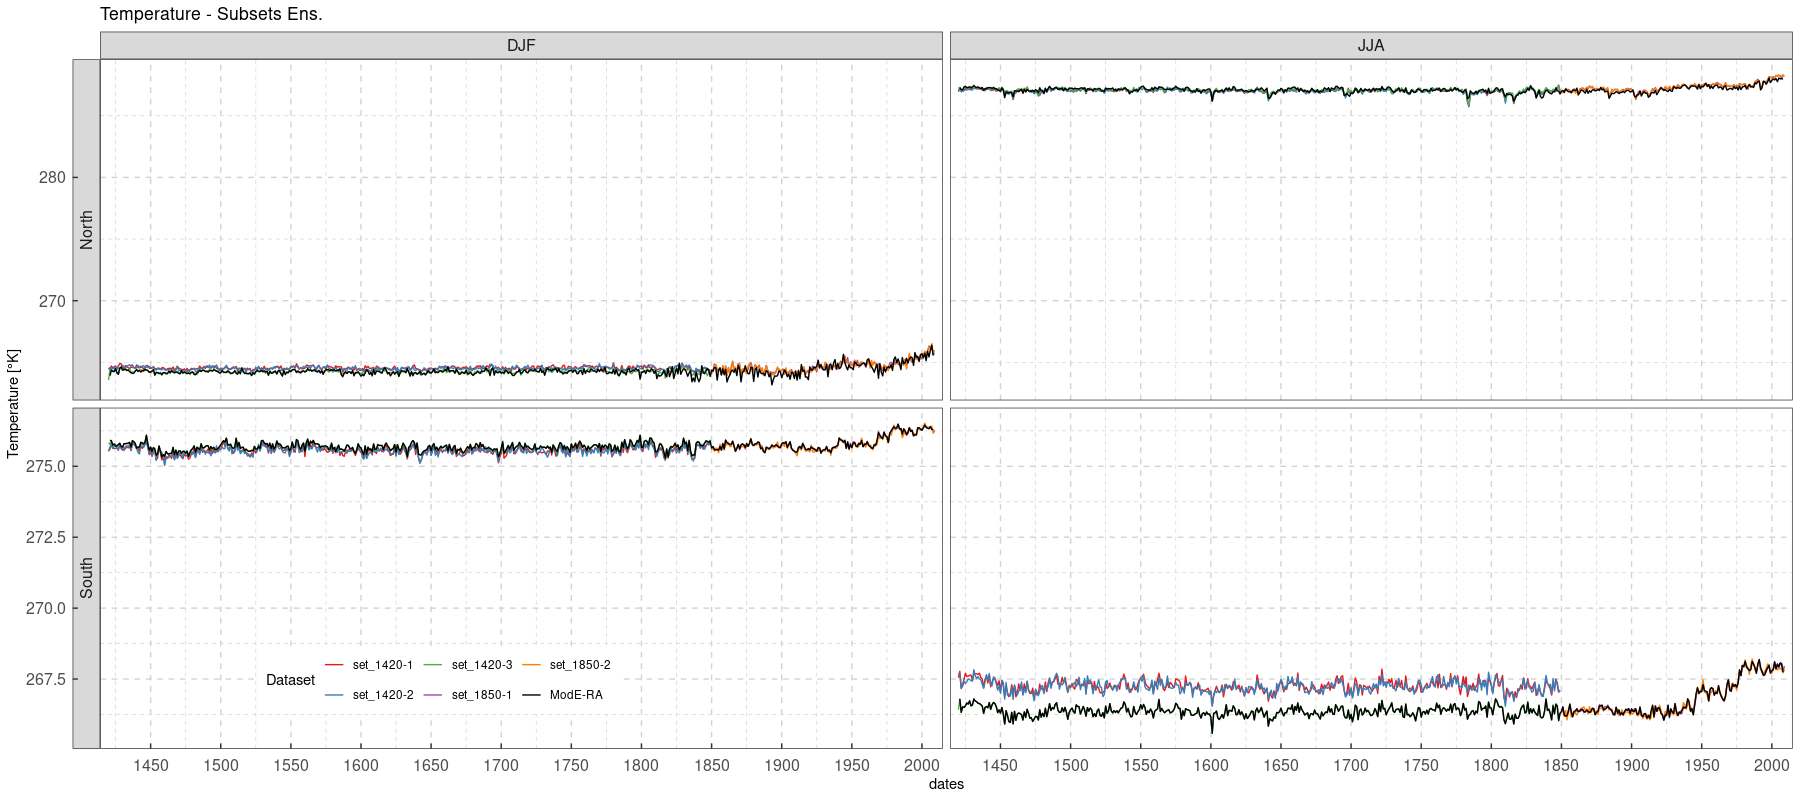 Temperature - Subsets Ens.
DJF
JJA
North
280
270
South
275.0
272.5
270.0
267.5
Temperature [°K]
Dataset
set_1420-1
set_1420-3
set_1850-2
set_1420-2
set_1850-1
ModE-RA
1450 1500 1550 1600 1650 1700 1750 1800 1850 1900 1950 2000
1450 1500 1550 1600 1650 1700 1750 1800 1850 1900 1950 2000
dates